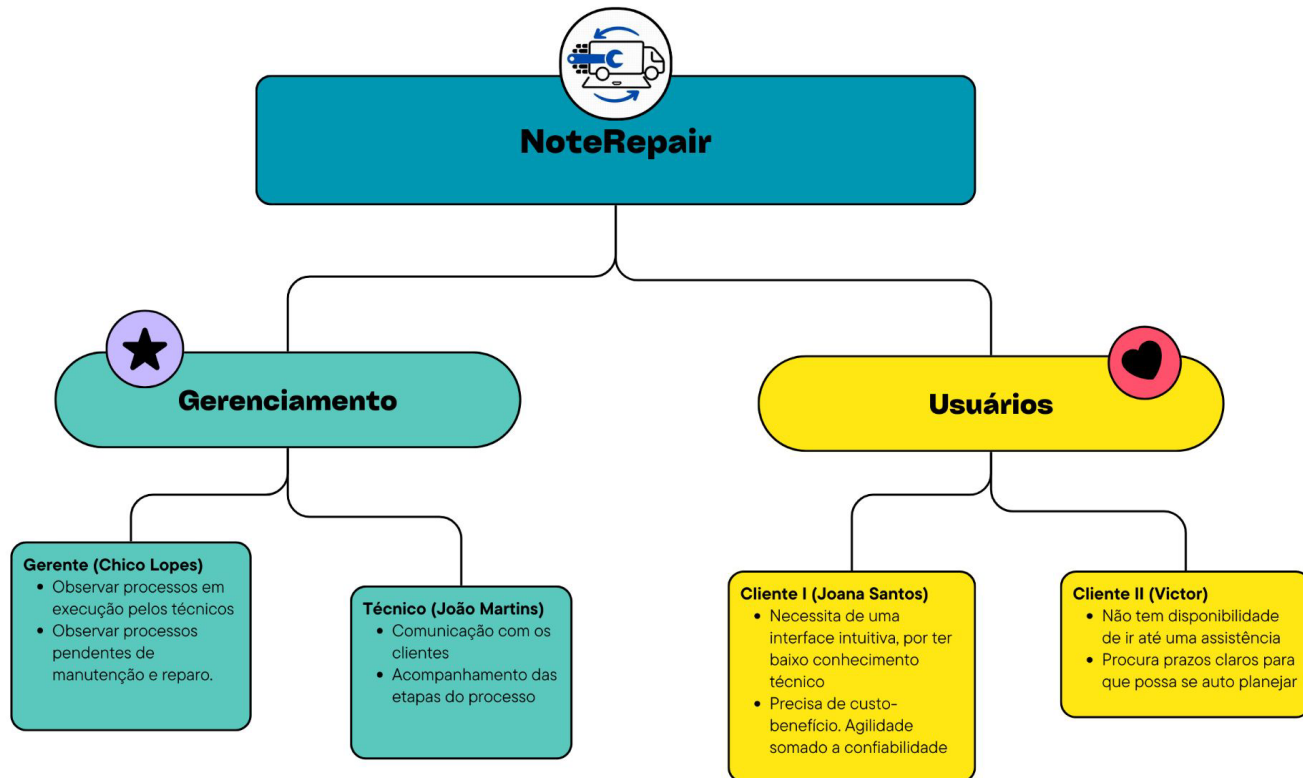 NoteRepair
Gerenciamento
Usuários
Gerente (Chico Lopes)
• Observar processos em
execução pelos técnicos
• Observar processos
pendentes de
manutenção e reparo.
Técnico (João Martins)
• Comunicação com os
clientes
• Acompanhamento das
etapas do processo
Cliente I (Joana Santos)
• Necessita de uma
interface intuitiva, por ter
baixo conhecimento
técnico
• Precisa de custo-
benefício. Agilidade
somado a confiabilidade
Cliente II (Victor)
• Não tem disponibilidade
de ir até uma assistência
• Procura prazos claros para
que possa se auto planejar